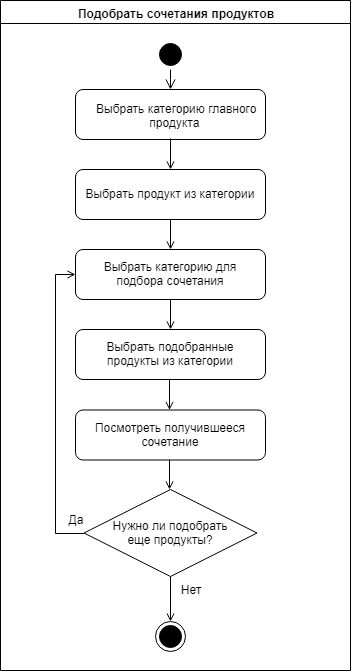 Подобрать сочетания продуктов
Выбрать категорию главного
продукта
Выбрать продукт из категории
Выбрать категорию для
подбора сочетания
Выбрать подобранные
продукты из категории
Посмотреть получившееся
сочетание
Да
Нужно ли подобрать
еще продукты?
Нет